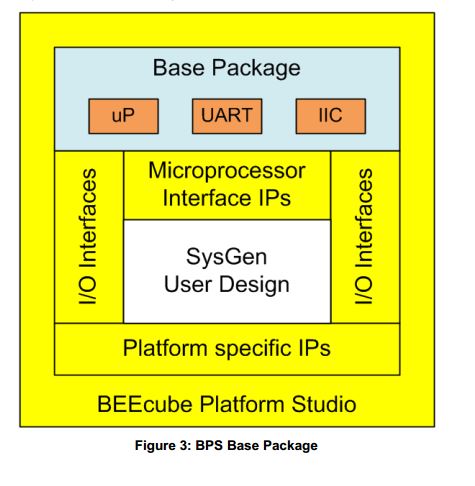 Base Package
uP
UART
IIC
I/O Interfaces
Microprocessor
Interface IPs
I/O Interfaces
SysGen
User Design
Platform specific IPs
BEEcube Platform Studio
Figure 3: BPS Base Package